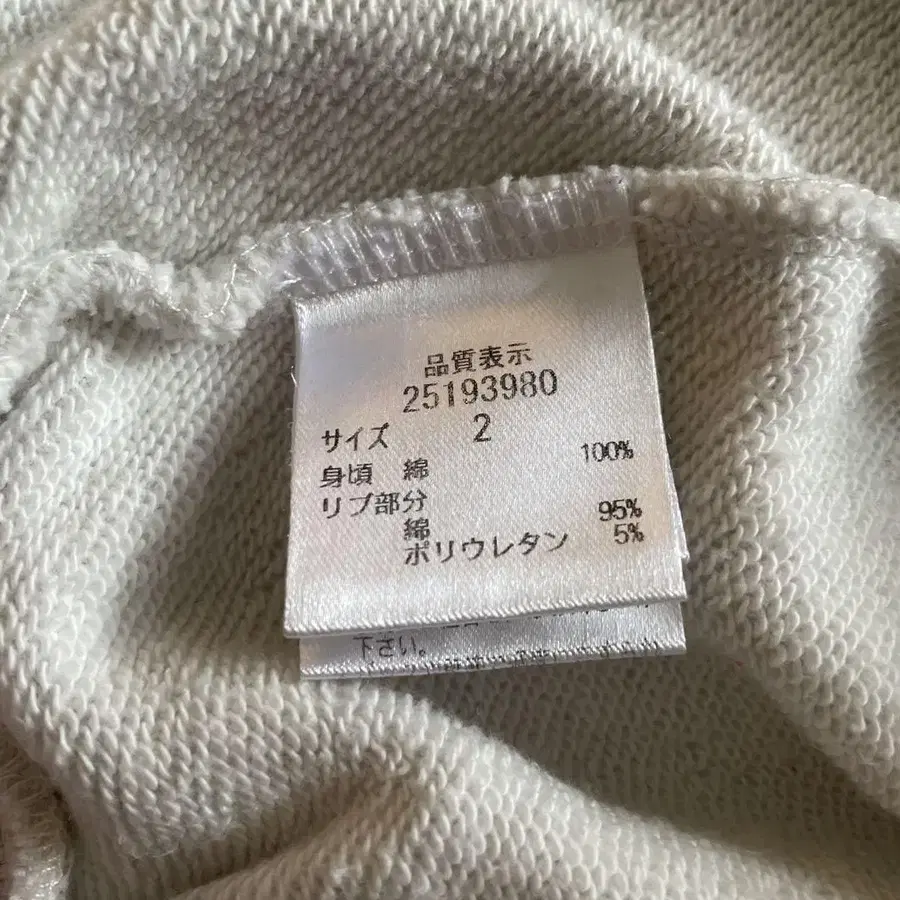 品質表示
25193980
サイズ 2
身頃 綿 100%
リブ部分
綿 95%
ポリウレタン 5%
下さい。